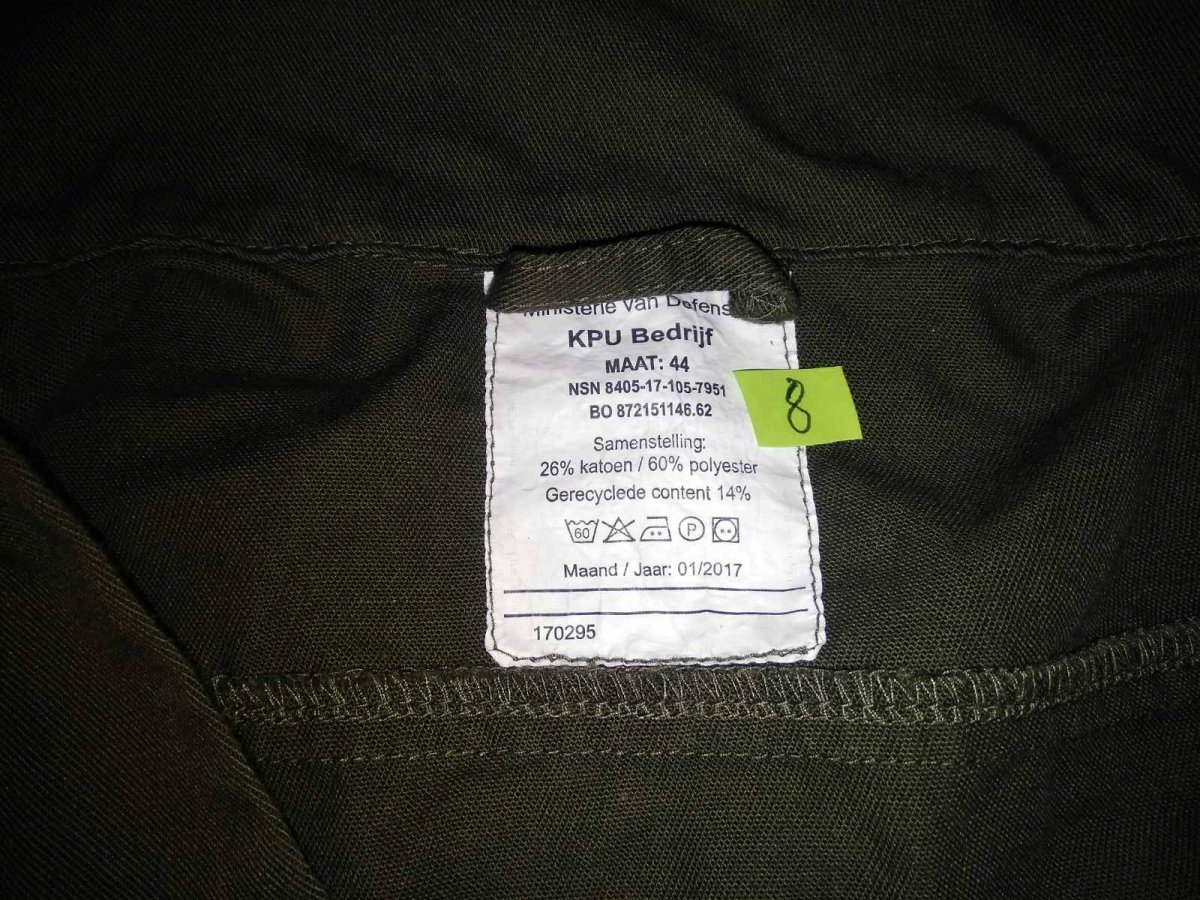 Ministerie van Defens
KPU Bedrijf
MAAT: 44
NSN 8405-17-105-7951
BO 872151146.62
8
Samenstelling:
26% katoen / 60% polyester
Gerecyclede content 14%
60 P
Maand / Jaar: 01/2017
170295